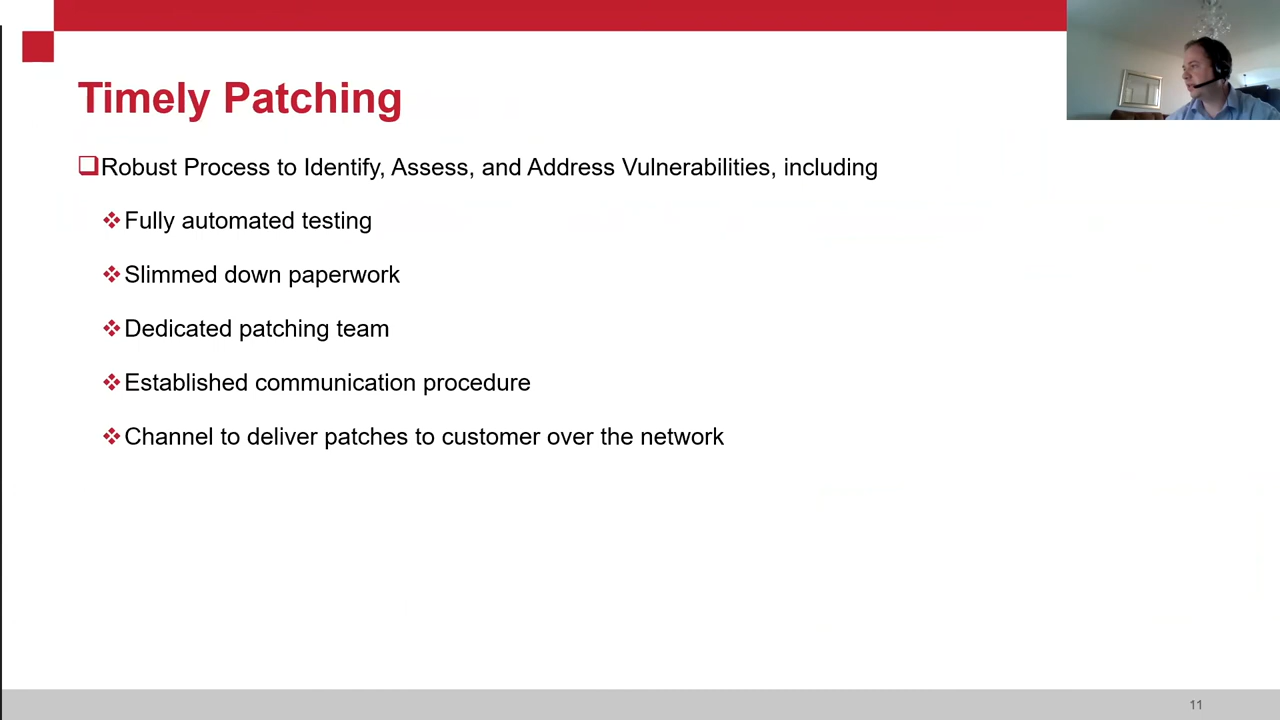 Timely Patching
Robust Process to Identify, Assess, and Address Vulnerabilities, including
Fully automated testing
Slimmed down paperwork
Dedicated patching team
Established communication procedure
Channel to deliver patches to customer over the network
11